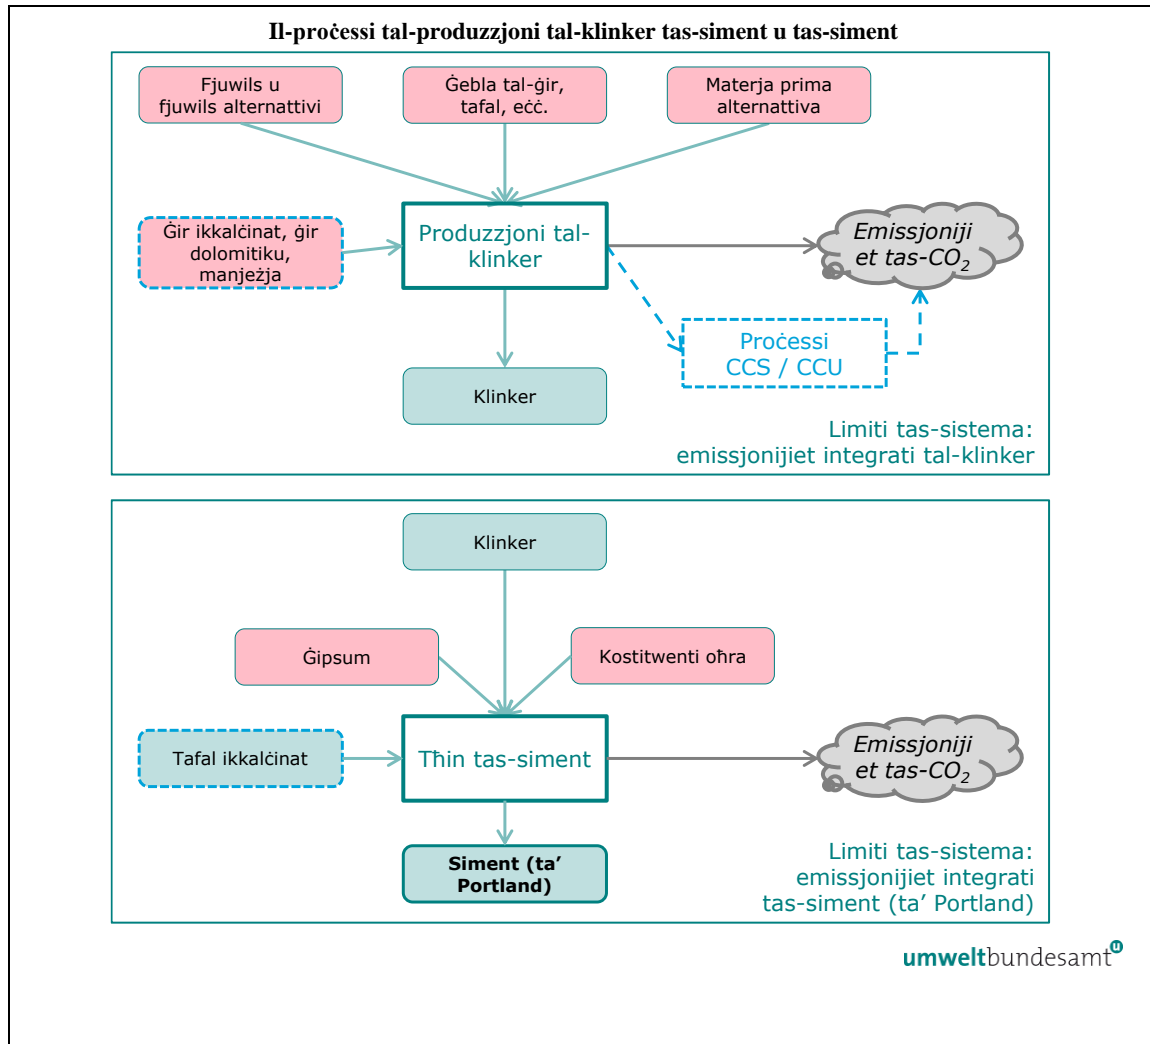 Il-proċessi tal-produzzjoni tal-klinker tas-siment u tas-siment
Fjuwils u
fjuwils alternattivi
Ġebla tal-ġir,
tafal, eċċ.
Materja prima
alternattiva
Ġir ikkalċinat, ġir
dolomitiku,
manjeżja
Produzzjoni tal-
klinker
Emissjoniji
et tas-CO₂
Proċessi
CCS / CCU
Klinker
Limiti tas-sistema:
emissjonijiet integrati tal-klinker
Klinker
Ġipsum
Kostitwenti oħra
Tafal ikkalċinat
Tħin tas-siment
Emissjoniji
et tas-CO₂
Siment (ta’
Portland)
Limiti tas-sistema:
emissjonijiet integrati
tas-siment (ta’ Portland)
umweltbundesamt